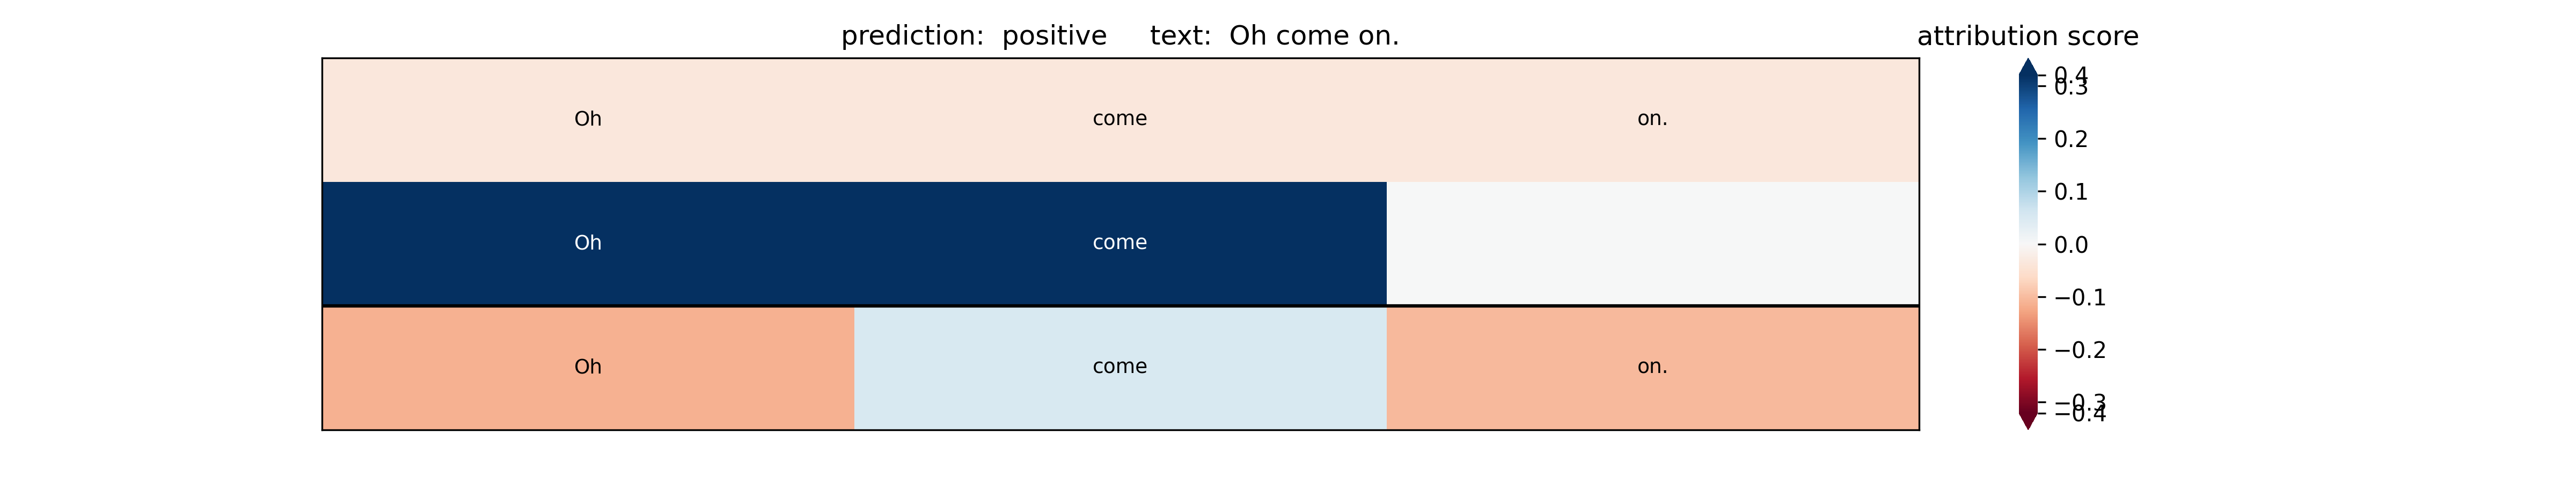 prediction:  positive     text:  Oh come on.
attribution score
Oh come on.
Oh come
Oh come on.
0.4
0.3
0.2
0.1
0.0
−0.1
−0.2
−0.3
−0.4